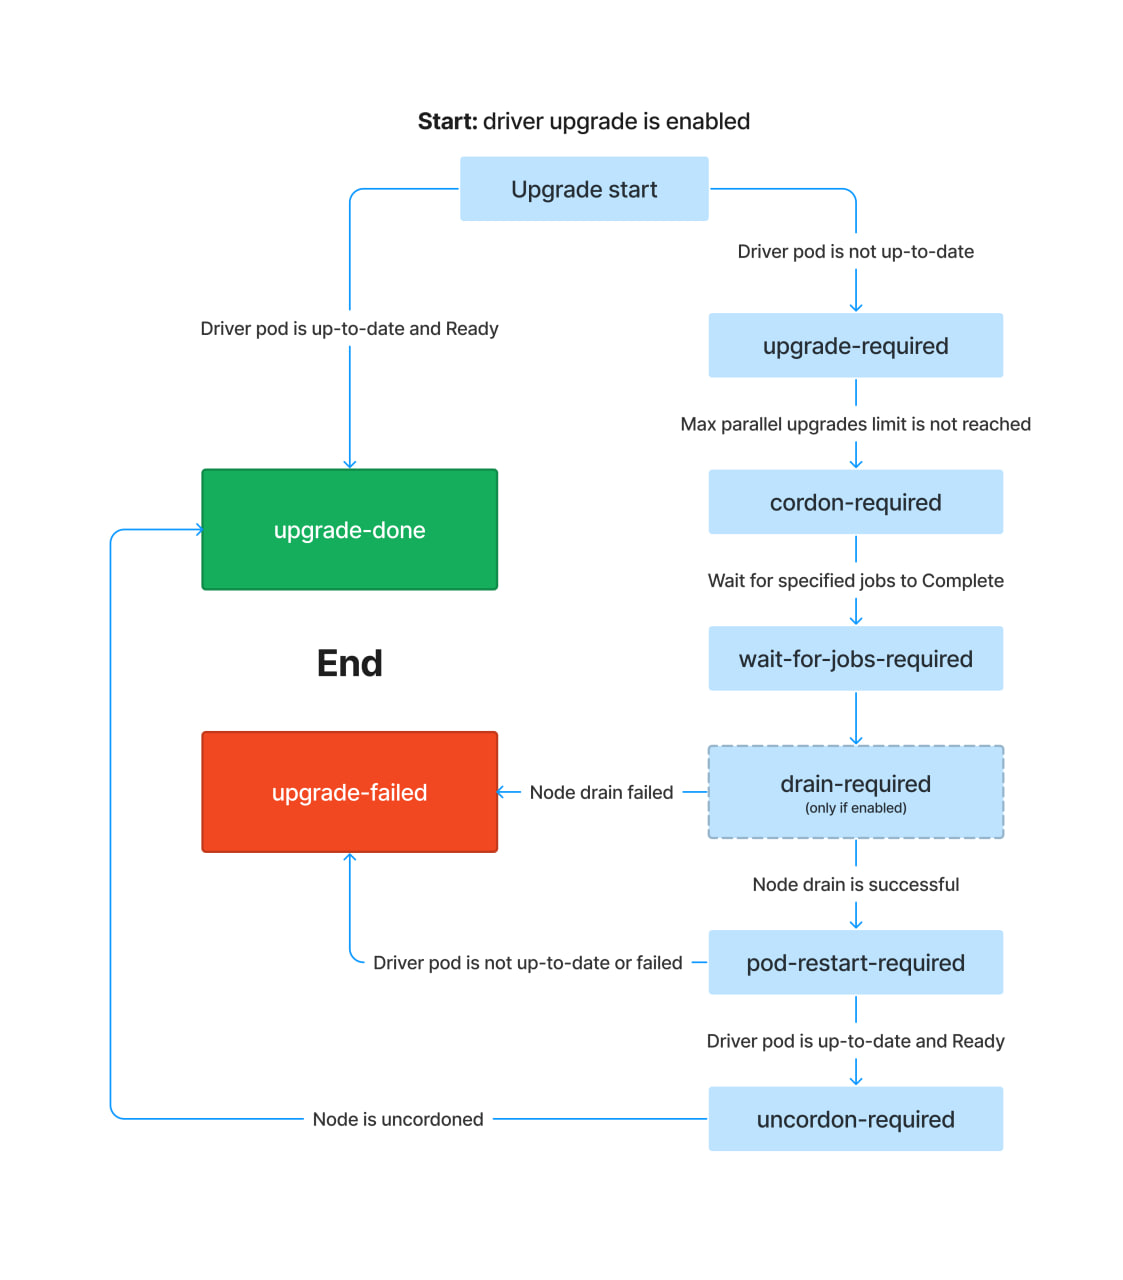 Start: driver upgrade is enabled
Upgrade start
Driver pod is not up-to-date
Driver pod is up-to-date and Ready
upgrade-required
Max parallel upgrades limit is not reached
cordon-required
upgrade-done
Wait for specified jobs to Complete
End
wait-for-jobs-required
upgrade-failed
Node drain failed
drain-required
(only if enabled)
Node drain is successful
Driver pod is not up-to-date or failed
pod-restart-required
Driver pod is up-to-date and Ready
Node is uncordoned
uncordon-required